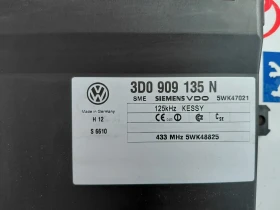 3D0 909 135 N
SME SIEMENS VDO 5WK47021
Made in Germany
125kHz KESSY
H 12
S 6610
433 MHz 5WK48825